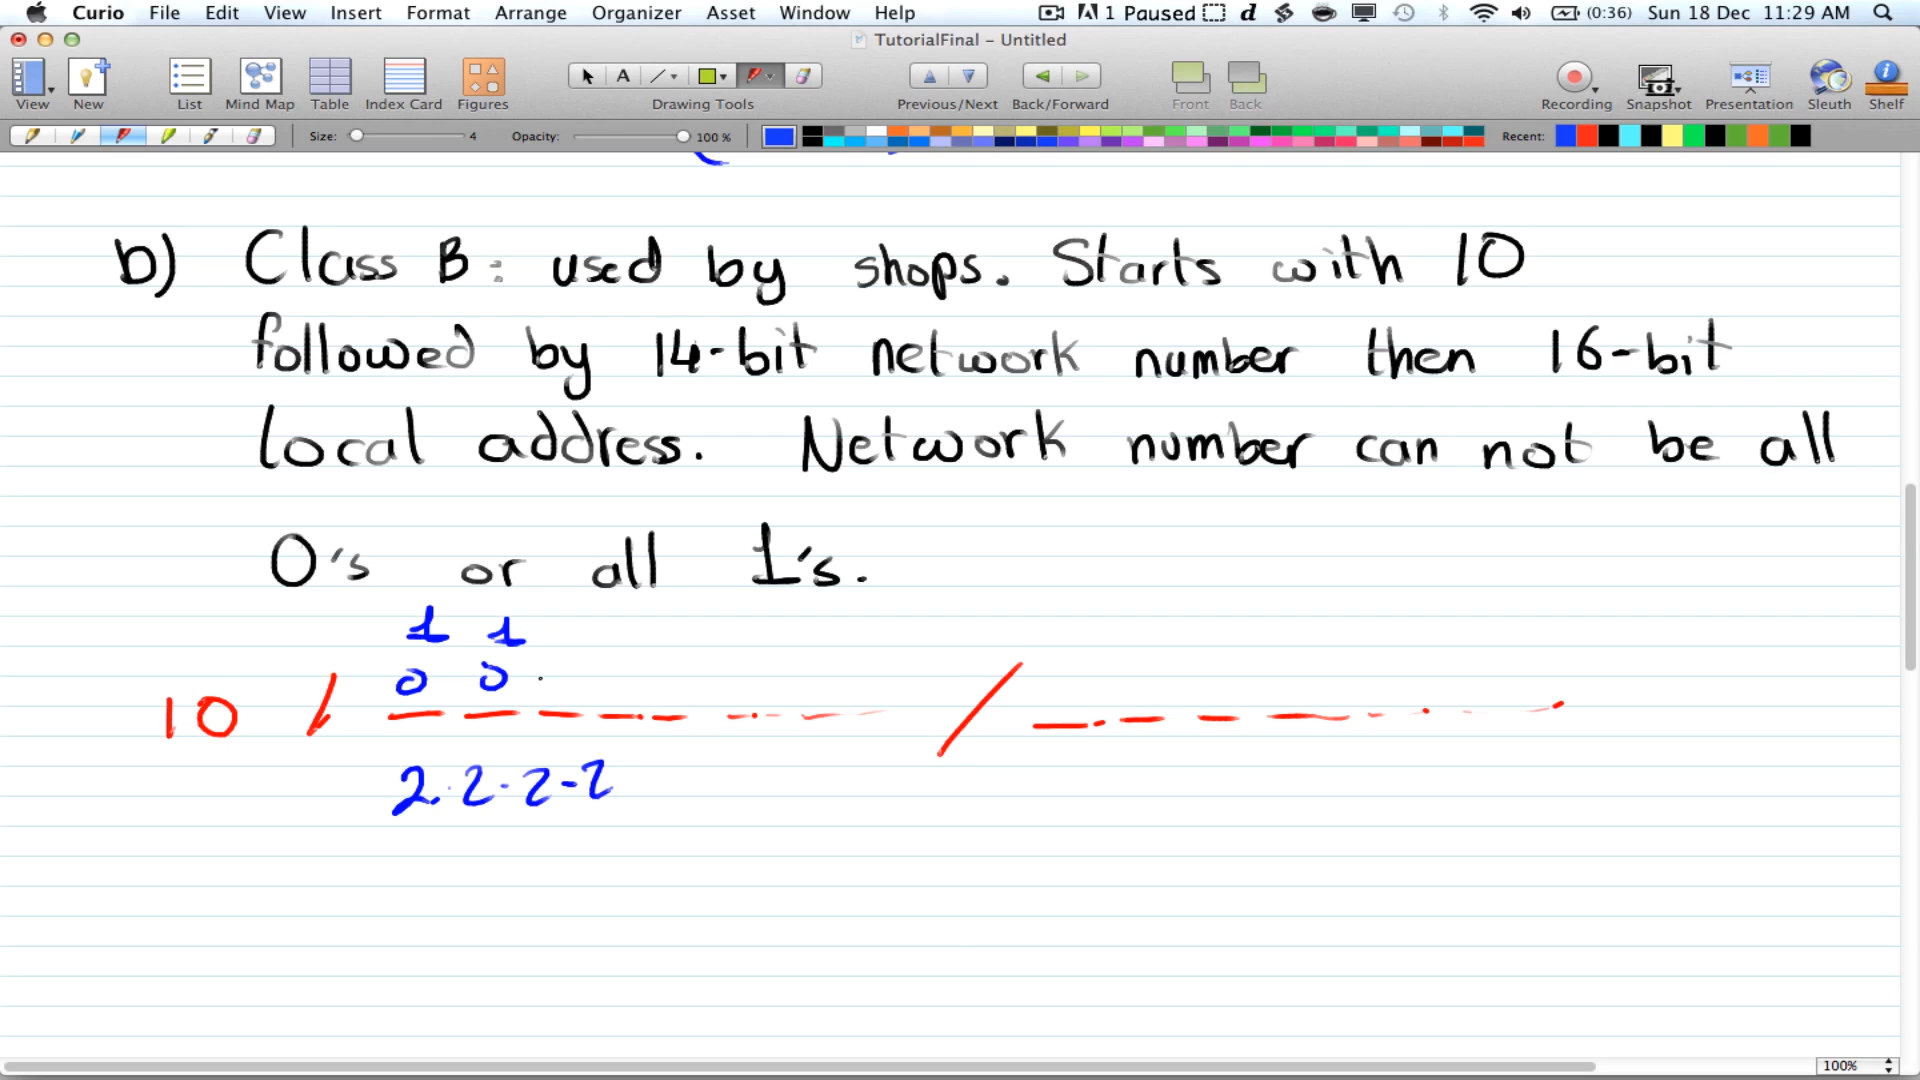 Curio File Edit View Insert Format Arrange Organizer Asset Window Help 1 Paused (0:36) Sun 18 Dec 11:29 AM
TutorialFinal – Untitled
View New List Mind Map Table Index Card Figures Drawing Tools Previous/Next Back/Forward Front Back Recording Snapshot Presentation Sleuth Shelf
Size: 4 Opacity: 100 % Recent:
b) Class B: used by shops. Starts with 10
followed by 14-bit network number then 16-bit
local address. Network number can not be all
0's or all 1's.
1 1
0 0
10 / /
2·2·2·2
100%